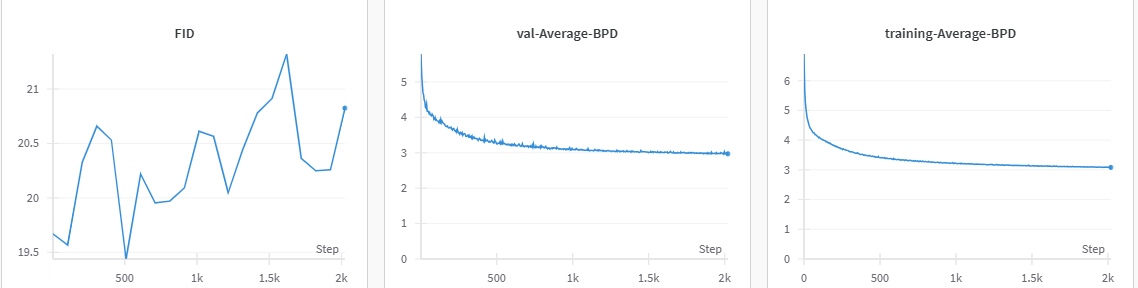 FID
21
20.5
20
19.5
Step
500
1k
1.5k
2k
val-Average-BPD
5
4
3
2
1
0
Step
500
1k
1.5k
2k
training-Average-BPD
6
5
4
3
2
1
0
Step
0
500
1k
1.5k
2k